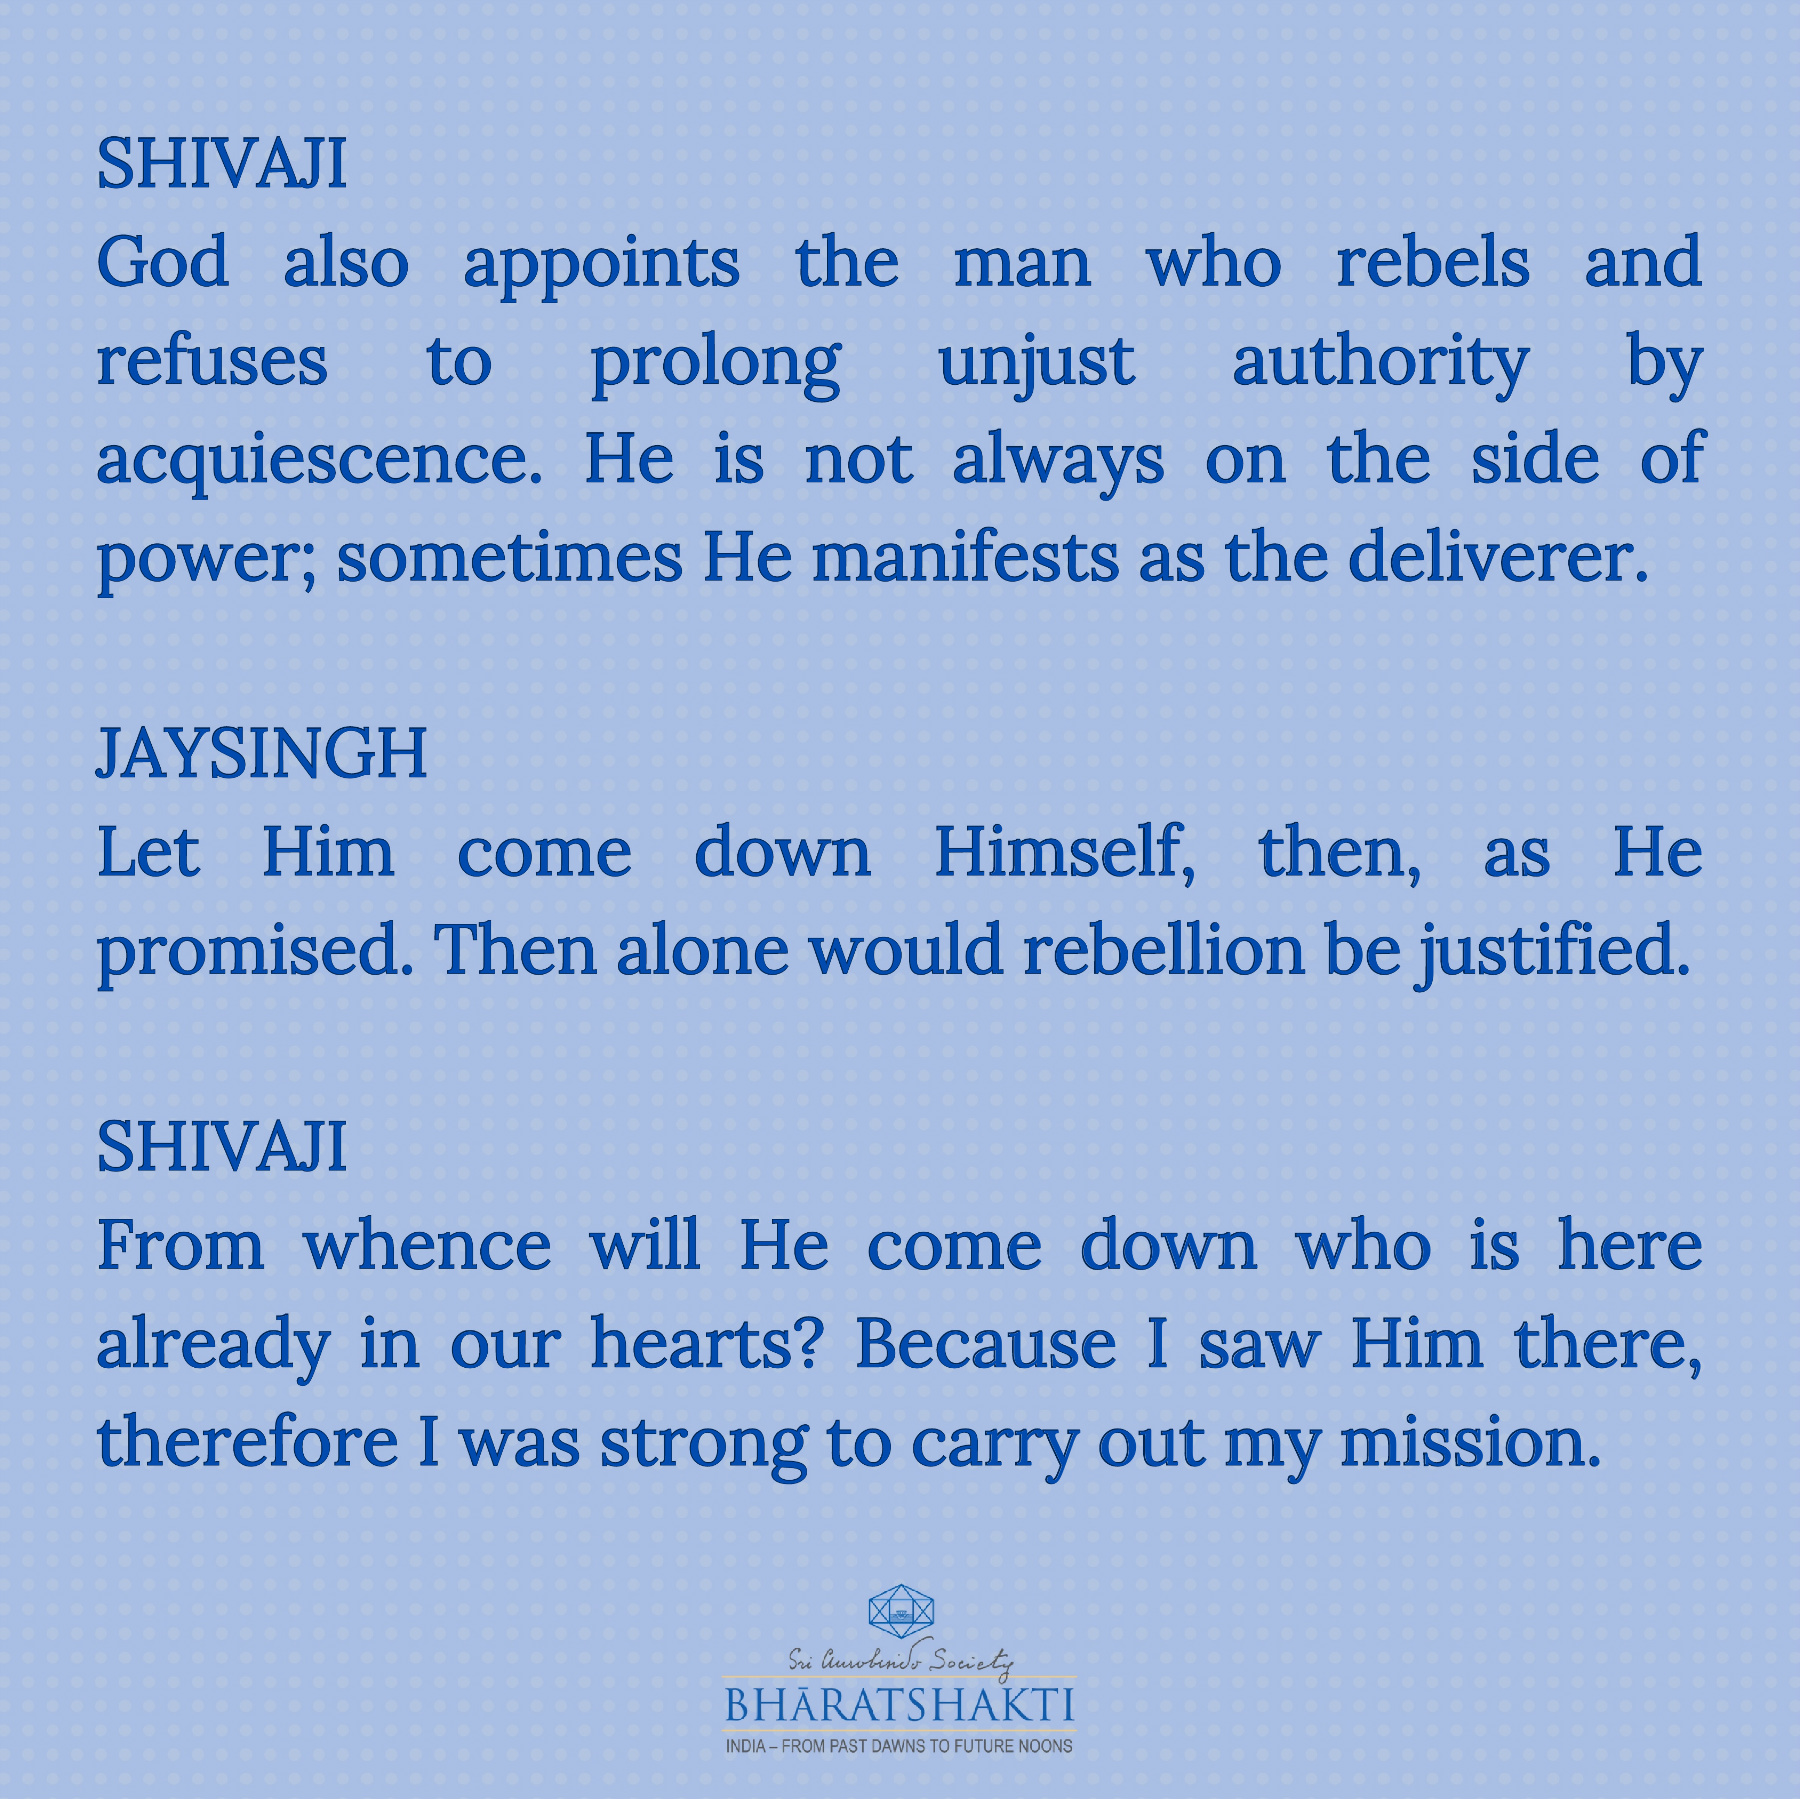 SHIVAJI
God also appoints the man who rebels and
refuses to prolong unjust authority by
acquiescence. He is not always on the side of
power; sometimes He manifests as the deliverer.
JAYSINGH
Let Him come down Himself, then, as He
promised. Then alone would rebellion be justified.
SHIVAJI
From whence will He come down who is here
already in our hearts? Because I saw Him there,
therefore I was strong to carry out my mission.
Sri Aurobindo Society
BHĀRATSHAKTI
INDIA – FROM PAST DAWNS TO FUTURE NOONS